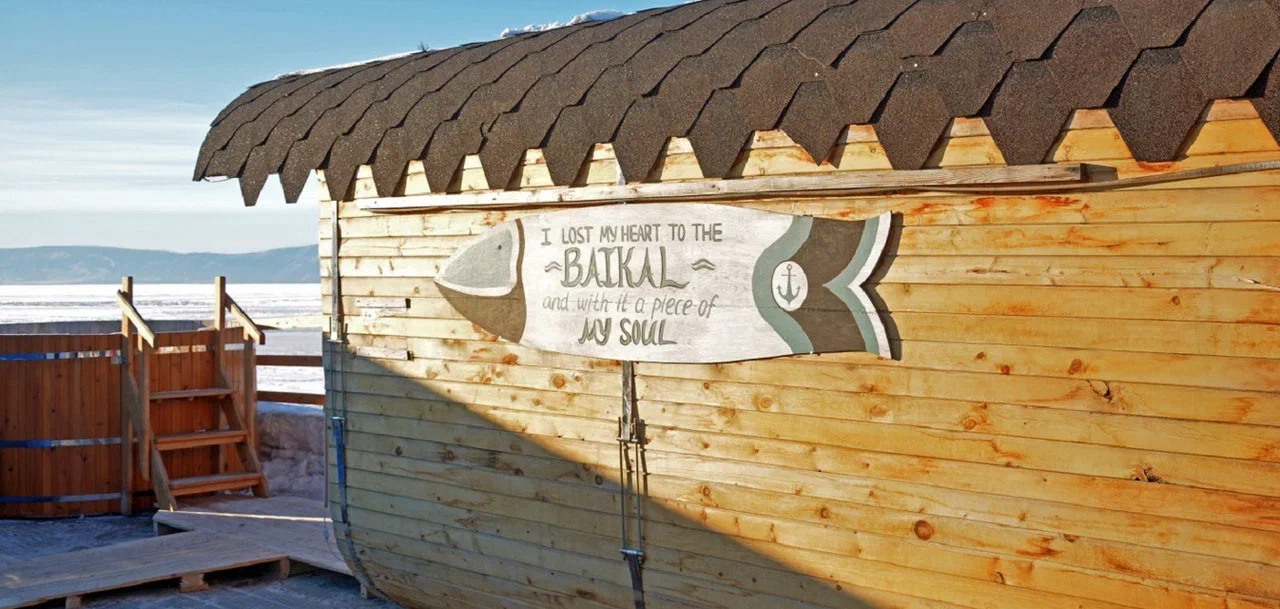 I LOST MY HEART TO THE
~BAIKAL~
and with it a piece of
MY SOUL